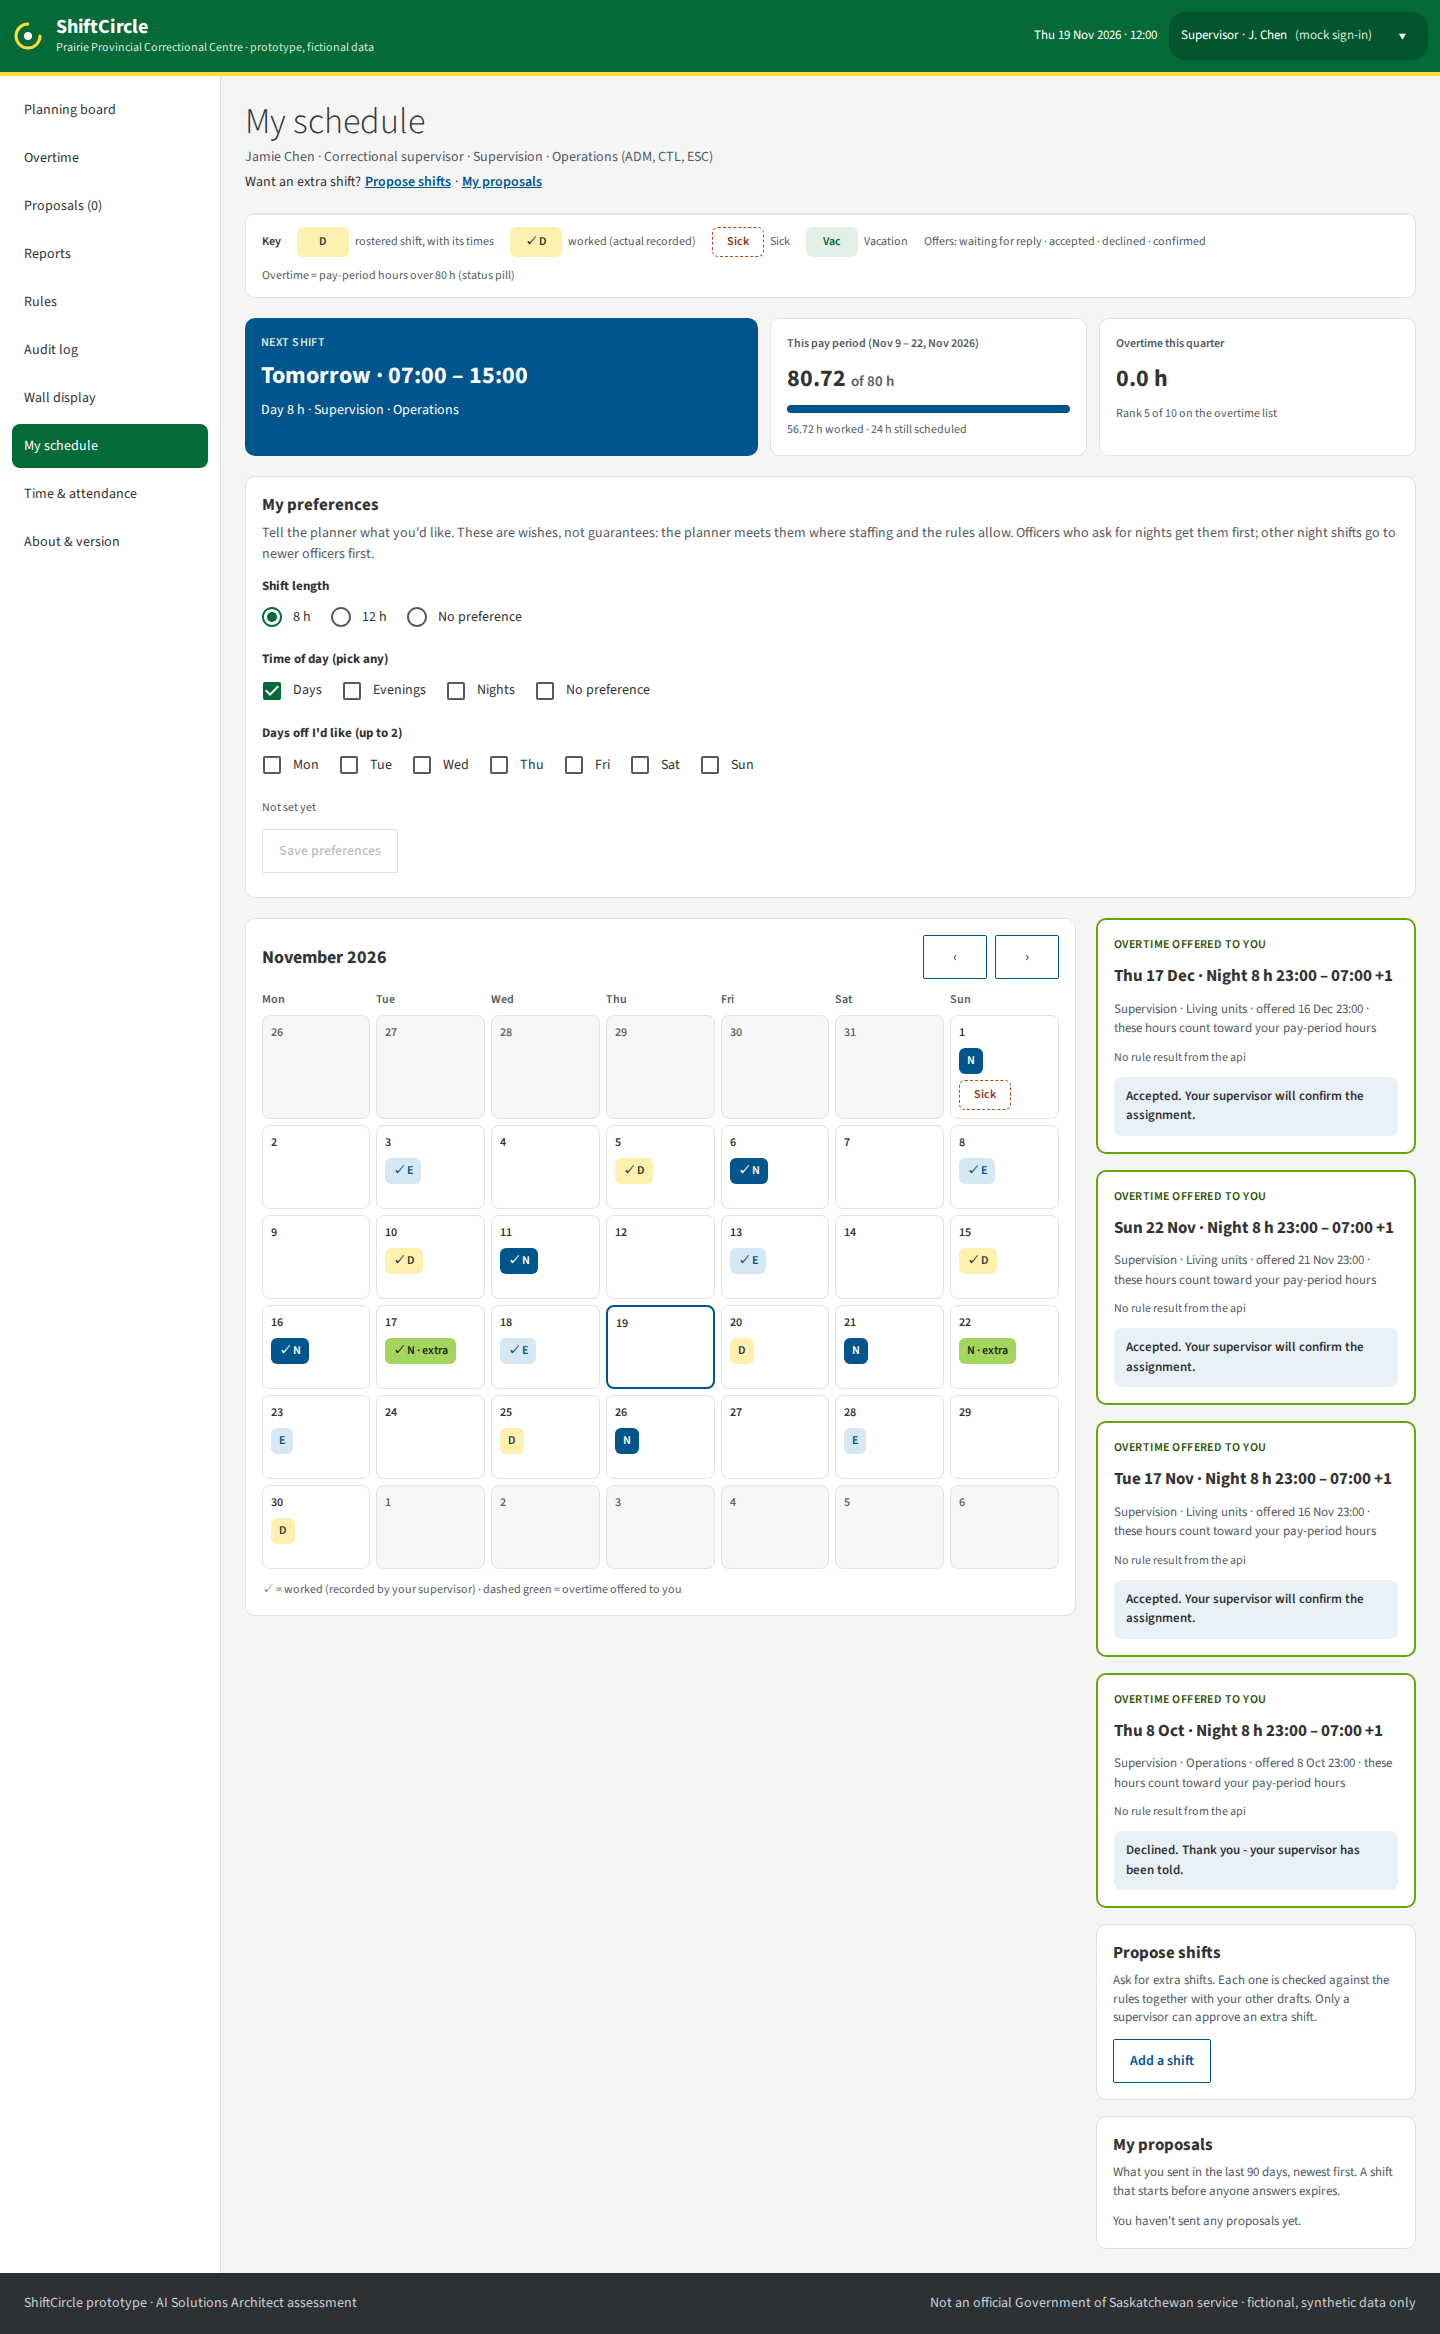 ShiftCircle
Prairie Provincial Correctional Centre · prototype, fictional data
Thu 19 Nov 2026 · 12:00
Supervisor · J. Chen (mock sign-in) ▾
Planning board
Overtime
Proposals (0)
Reports
Rules
Audit log
Wall display
My schedule
Time & attendance
About & version
My schedule
Jamie Chen · Correctional supervisor · Supervision · Operations (ADM, CTL, ESC)
Want an extra shift? Propose shifts · My proposals
Key D rostered shift, with its times ✓ D worked (actual recorded) Sick Sick Vac Vacation Offers: waiting for reply · accepted · declined · confirmed
Overtime = pay-period hours over 80 h (status pill)
NEXT SHIFT
Tomorrow · 07:00 – 15:00
Day 8 h · Supervision · Operations
This pay period (Nov 9 – 22, Nov 2026)
80.72 of 80 h
56.72 h worked · 24 h still scheduled
Overtime this quarter
0.0 h
Rank 5 of 10 on the overtime list
My preferences
Tell the planner what you'd like. These are wishes, not guarantees: the planner meets them where staffing and the rules allow. Officers who ask for nights get them first; other night shifts go to
newer officers first.
Shift length
8 h 12 h No preference
Time of day (pick any)
Days Evenings Nights No preference
Days off I'd like (up to 2)
Mon Tue Wed Thu Fri Sat Sun
Not set yet
Save preferences
November 2026
‹ ›
Mon Tue Wed Thu Fri Sat Sun
26 27 28 29 30 31 1
N
Sick
2 3 4 5 6 7 8
✓ E ✓ D ✓ N ✓ E
9 10 11 12 13 14 15
✓ D ✓ N ✓ E ✓ D
16 17 18 19 20 21 22
✓ N ✓ N · extra ✓ E D N N · extra
23 24 25 26 27 28 29
E D N E
30 1 2 3 4 5 6
D
✓ = worked (recorded by your supervisor) · dashed green = overtime offered to you
OVERTIME OFFERED TO YOU
Thu 17 Dec · Night 8 h 23:00 – 07:00 +1
Supervision · Living units · offered 16 Dec 23:00 ·
these hours count toward your pay-period hours
No rule result from the api
Accepted. Your supervisor will confirm the
assignment.
OVERTIME OFFERED TO YOU
Sun 22 Nov · Night 8 h 23:00 – 07:00 +1
Supervision · Living units · offered 21 Nov 23:00 ·
these hours count toward your pay-period hours
No rule result from the api
Accepted. Your supervisor will confirm the
assignment.
OVERTIME OFFERED TO YOU
Tue 17 Nov · Night 8 h 23:00 – 07:00 +1
Supervision · Living units · offered 16 Nov 23:00 ·
these hours count toward your pay-period hours
No rule result from the api
Accepted. Your supervisor will confirm the
assignment.
OVERTIME OFFERED TO YOU
Thu 8 Oct · Night 8 h 23:00 – 07:00 +1
Supervision · Operations · offered 8 Oct 23:00 · these
hours count toward your pay-period hours
No rule result from the api
Declined. Thank you - your supervisor has
been told.
Propose shifts
Ask for extra shifts. Each one is checked against the
rules together with your other drafts. Only a
supervisor can approve an extra shift.
Add a shift
My proposals
What you sent in the last 90 days, newest first. A shift
that starts before anyone answers expires.
You haven't sent any proposals yet.
ShiftCircle prototype · AI Solutions Architect assessment
Not an official Government of Saskatchewan service · fictional, synthetic data only